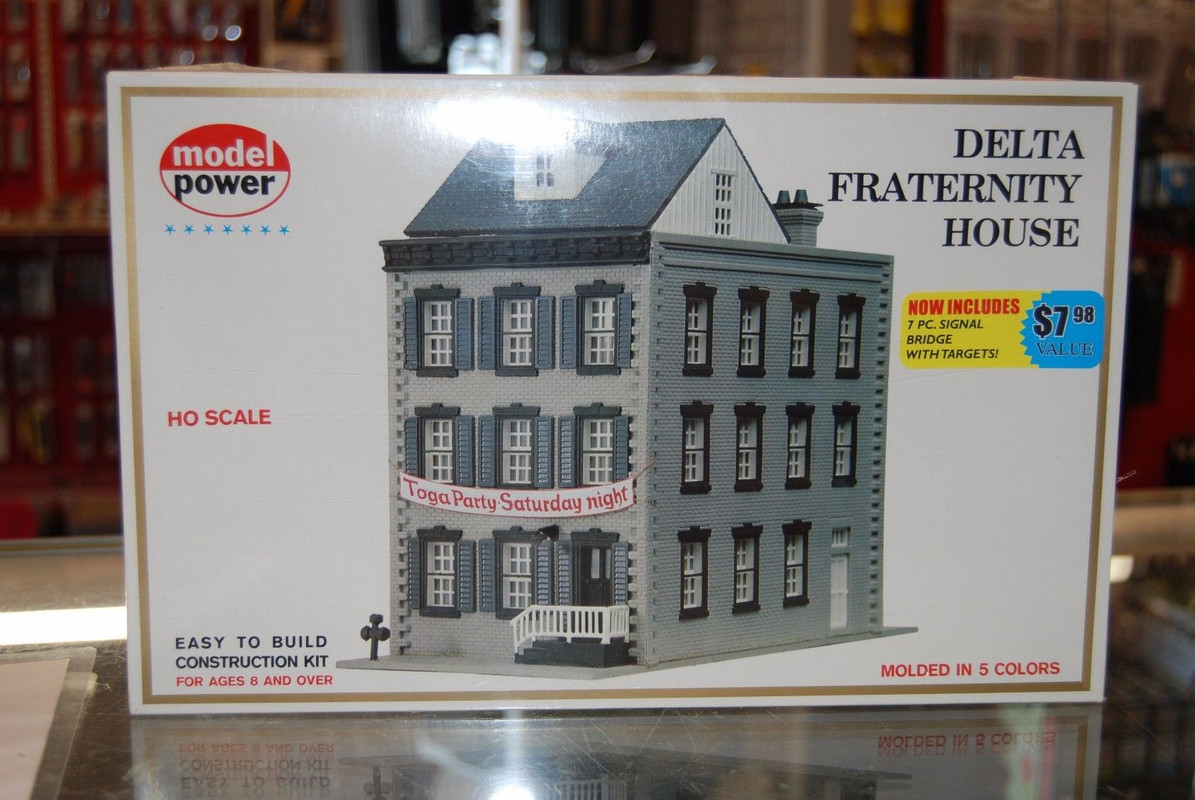 model
power
DELTA
FRATERNITY
HOUSE
NOW INCLUDES
7 PC. SIGNAL
BRIDGE
WITH TARGETS!
$7 98
VALUE
HO SCALE
Toga Party·Saturday night
EASY TO BUILD
CONSTRUCTION KIT
FOR AGES 8 AND OVER
MOLDED IN 5 COLORS